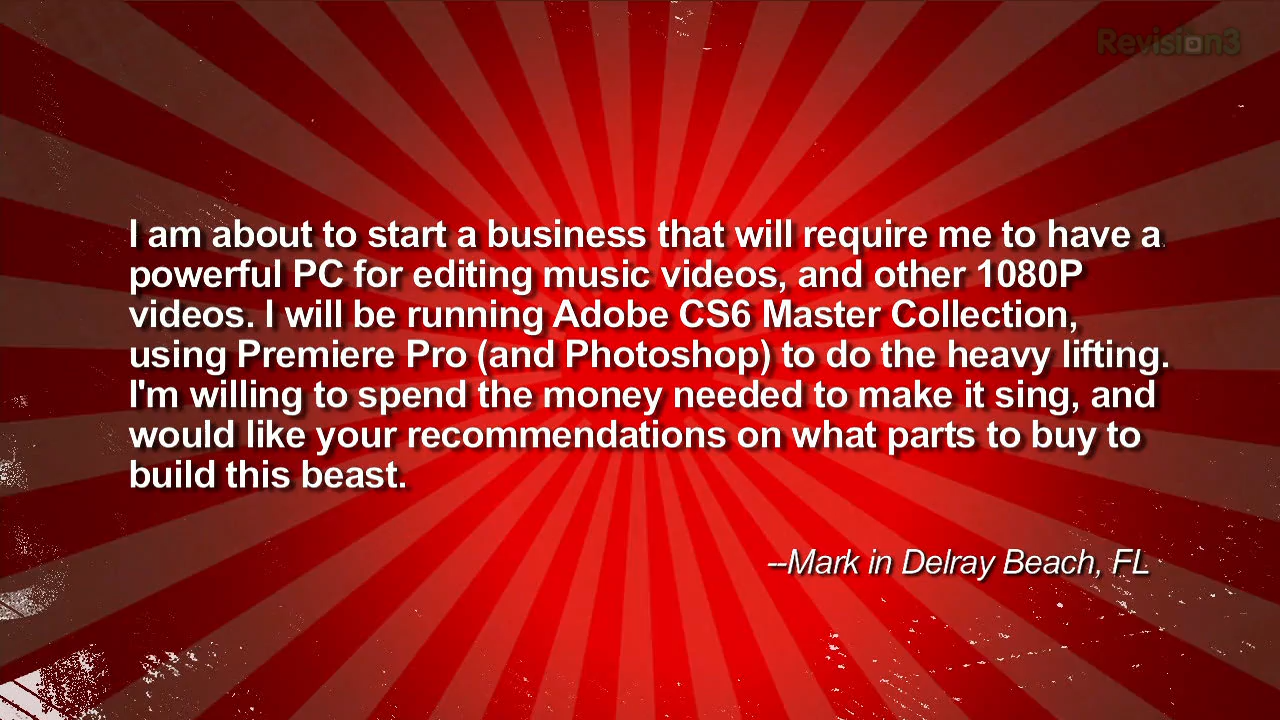 Revision3
I am about to start a business that will require me to have a
powerful PC for editing music videos, and other 1080P
videos. I will be running Adobe CS6 Master Collection,
using Premiere Pro (and Photoshop) to do the heavy lifting.
I'm willing to spend the money needed to make it sing, and
would like your recommendations on what parts to buy to
build this beast.
--Mark in Delray Beach, FL